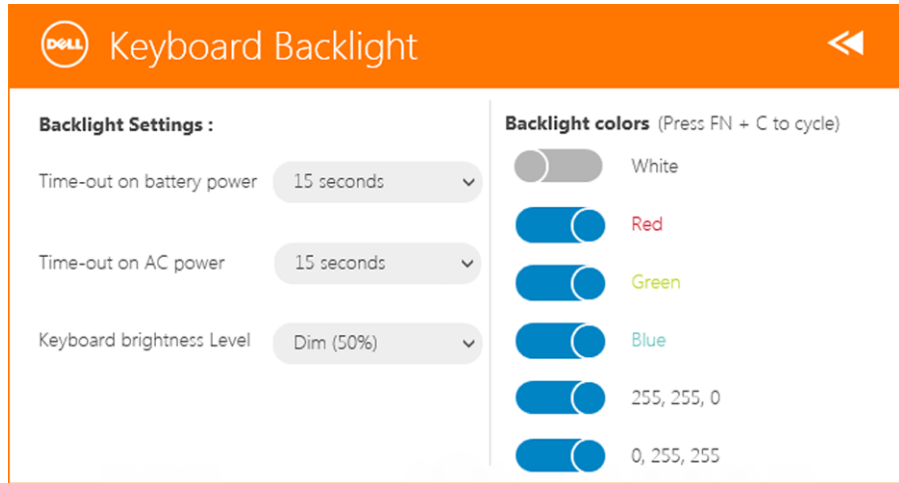 DELL
Keyboard Backlight
Backlight Settings :
Time-out on battery power 15 seconds
Time-out on AC power 15 seconds
Keyboard brightness Level Dim (50%)
Backlight colors (Press FN + C to cycle)
White
Red
Green
Blue
255, 255, 0
0, 255, 255